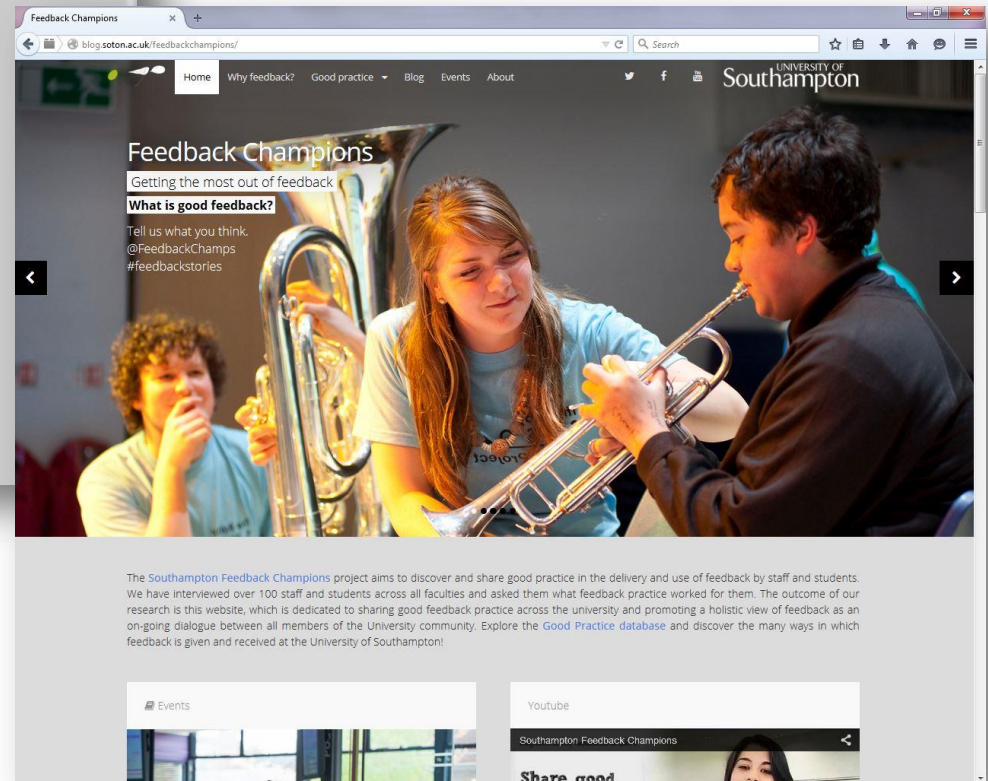 Feedback Champions
blog.soton.ac.uk/feedbackchampions/
Search
Home Why feedback? Good practice Blog Events About
UNIVERSITY OF
Southampton
Feedback Champions
Getting the most out of feedback
What is good feedback?
Tell us what you think.
@FeedbackChamps
#feedbackstories
The Southampton Feedback Champions project aims to discover and share good practice in the delivery and use of feedback by staff and students.
We have interviewed over 100 staff and students across all faculties and asked them what feedback practice worked for them. The outcome of our
research is this website, which is dedicated to sharing good feedback practice across the university and promoting a holistic view of feedback as an
on-going dialogue between all members of the University community. Explore the Good Practice database and discover the many ways in which
feedback is given and received at the University of Southampton!
Events
Youtube
Southampton Feedback Champions
Share good